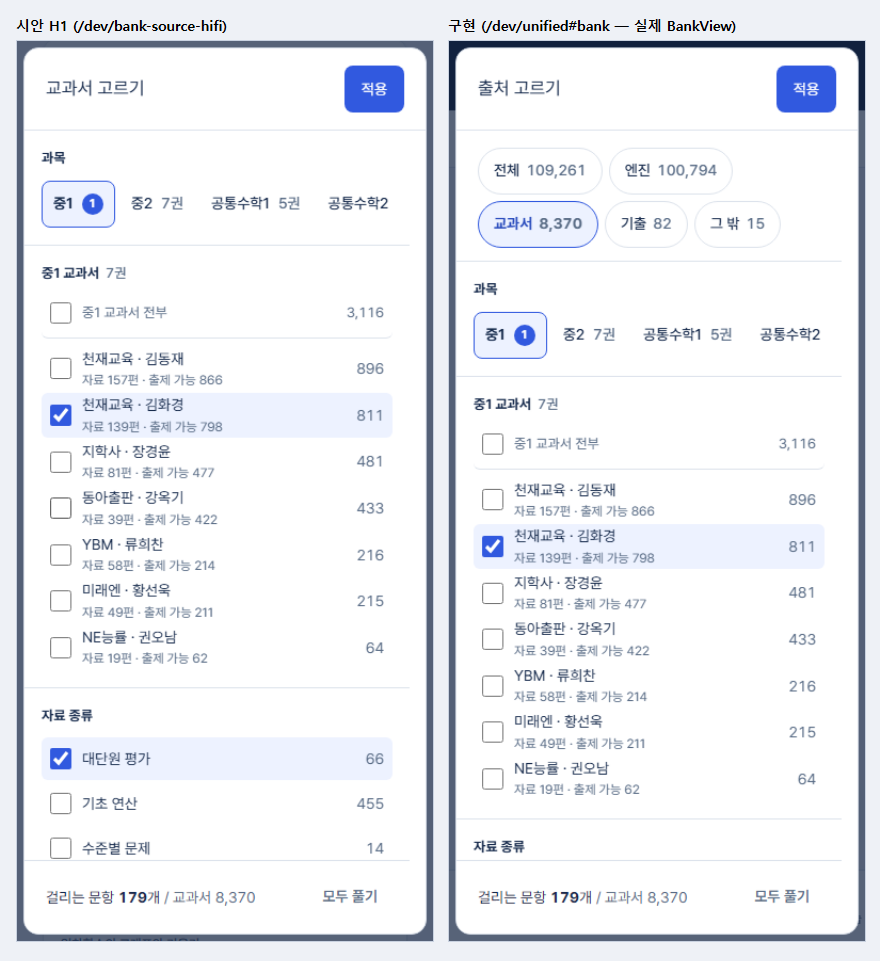 시안 H1 (/dev/bank-source-hifi)
교과서 고르기
적용
과목
중1 1 중2 7권 공통수학1 5권 공통수학2
중1 교과서 7권
중1 교과서 전부 3,116
천재교육 · 김동재 896
자료 157편 · 출제 가능 866
천재교육 · 김화경 811
자료 139편 · 출제 가능 798
지학사 · 장경윤 481
자료 81편 · 출제 가능 477
동아출판 · 강옥기 433
자료 39편 · 출제 가능 422
YBM · 류희찬 216
자료 58편 · 출제 가능 214
미래엔 · 황선욱 215
자료 49편 · 출제 가능 211
NE능률 · 권오남 64
자료 19편 · 출제 가능 62
자료 종류
대단원 평가 66
기초 연산 455
수준별 문제 14
걸리는 문항 179개 / 교과서 8,370 모두 풀기
구현 (/dev/unified#bank — 실제 BankView)
출처 고르기
적용
전체 109,261 엔진 100,794
교과서 8,370 기출 82 그 밖 15
과목
중1 1 중2 7권 공통수학1 5권 공통수학2
중1 교과서 7권
중1 교과서 전부 3,116
천재교육 · 김동재 896
자료 157편 · 출제 가능 866
천재교육 · 김화경 811
자료 139편 · 출제 가능 798
지학사 · 장경윤 481
자료 81편 · 출제 가능 477
동아출판 · 강옥기 433
자료 39편 · 출제 가능 422
YBM · 류희찬 216
자료 58편 · 출제 가능 214
미래엔 · 황선욱 215
자료 49편 · 출제 가능 211
NE능률 · 권오남 64
자료 19편 · 출제 가능 62
자료 종류
걸리는 문항 179개 / 교과서 8,370 모두 풀기